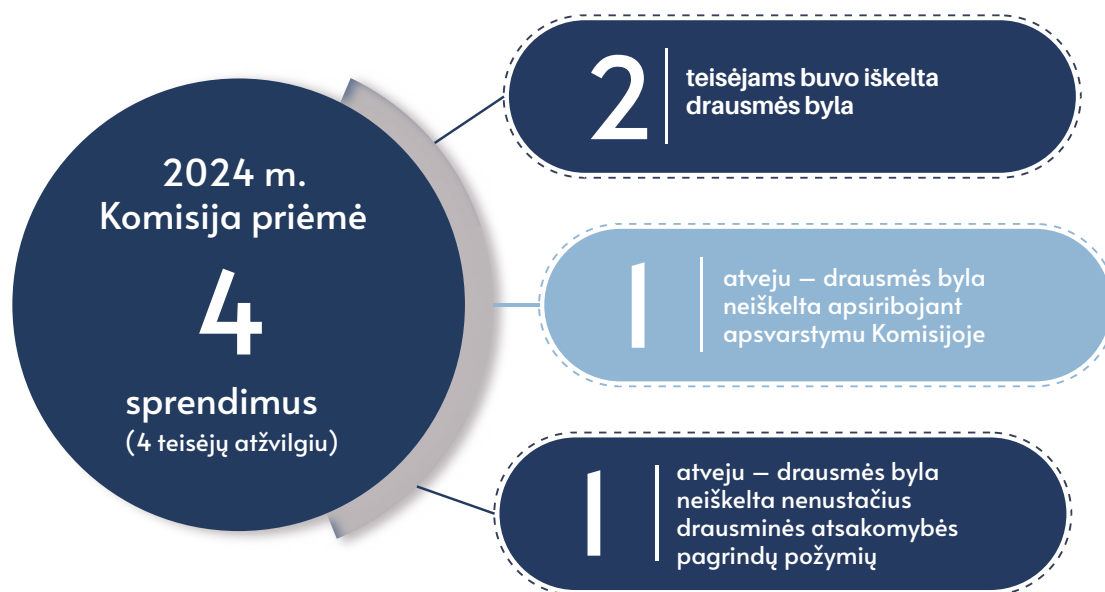 2024 m.
Komisija priėmė
4
sprendimus
(4 teisėjų atžvilgiu)
2
teisėjams buvo iškelta
drausmės byla
1
atveju – drausmės byla
neiškelta apsiribojant
apsvarstymu Komisijoje
1
atveju – drausmės byla
neiškelta nenustačius
drausminės atsakomybės
pagrindų požymių